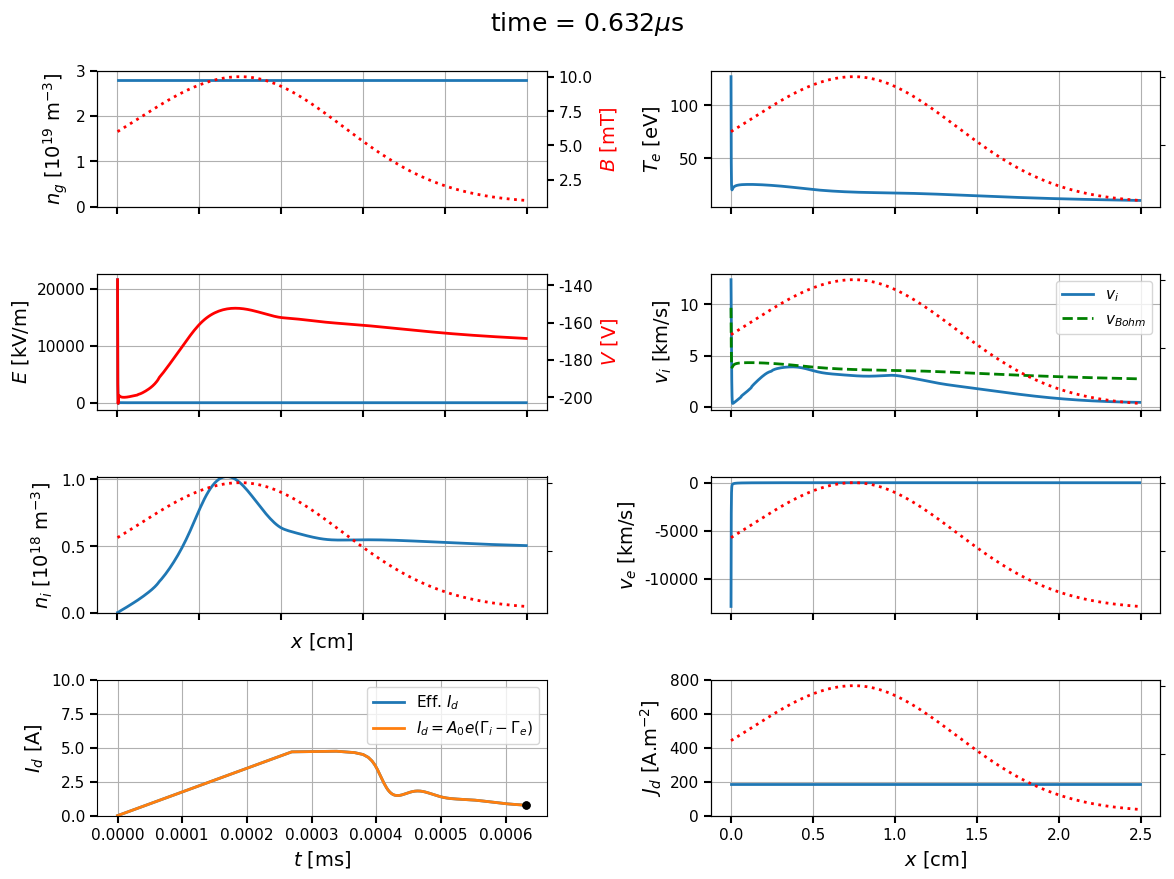 time = 0.632μs
n_g [10^19 m^-3]
3
2
1
0
10.0
7.5
5.0
2.5
B [mT]
T_e [eV]
100
50
E [kV/m]
20000
10000
0
-140
-160
-180
-200
V [V]
v_i [km/s]
10
5
0
v_i
v_Bohm
n_i [10^18 m^-3]
1.0
0.5
0.0
x [cm]
v_e [km/s]
0
-5000
-10000
I_d [A]
10.0
7.5
5.0
2.5
0.0
Eff. I_d
I_d = A_0e(Γ_i − Γ_e)
0.0000 0.0001 0.0002 0.0003 0.0004 0.0005 0.0006
t [ms]
J_d [A.m^-2]
800
600
400
200
0
0.0 0.5 1.0 1.5 2.0 2.5
x [cm]